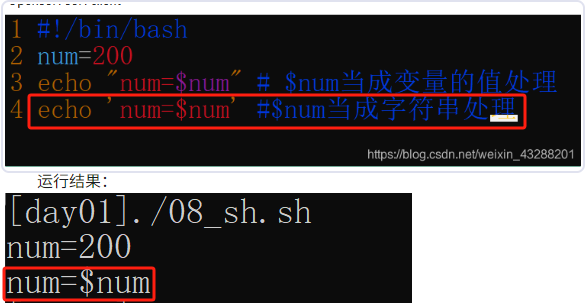 1 #!/bin/bash
2 num=200
3 echo "num=$num" # $num当成变量的值处理
4 echo 'num=$num' #$num当成字符串处理
https://blog.csdn.net/weixin_43288201
运行结果：
[day01]./08_sh.sh
num=200
num=$num